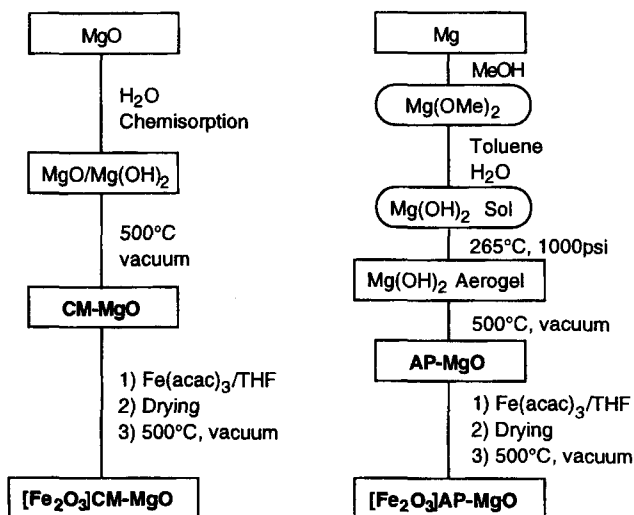 MgO
H₂O
Chemisorption
MgO/Mg(OH)₂
500°C
vacuum
CM-MgO
1) Fe(acac)₃/THF
2) Drying
3) 500°C, vacuum
[Fe₂O₃]CM-MgO
Mg
MeOH
Mg(OMe)₂
Toluene
H₂O
Mg(OH)₂ Sol
265°C, 1000psi
Mg(OH)₂ Aerogel
500°C, vacuum
AP-MgO
1) Fe(acac)₃/THF
2) Drying
3) 500°C, vacuum
[Fe₂O₃]AP-MgO